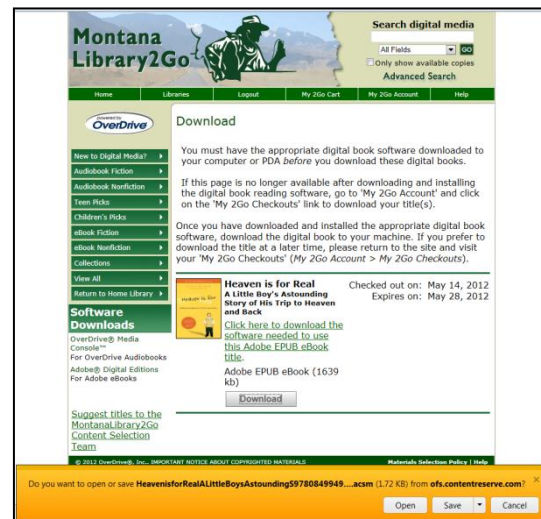 Montana
Library2Go
Search digital media
All Fields
GO
Only show available copies
Advanced Search
Home Libraries Logout My 2Go Cart My 2Go Account Help
powered by
OverDrive
New to Digital Media?
Audiobook Fiction
Audiobook Nonfiction
Teen Picks
Children's Picks
eBook Fiction
eBook Nonfiction
Collections
View All
Return to Home Library
Software
Downloads
OverDrive® Media
Console™
For OverDrive Audiobooks
Adobe® Digital Editions
For Adobe eBooks
Suggest titles to the
MontanaLibrary2Go
Content Selection
Team
Download
You must have the appropriate digital book software downloaded to
your computer or PDA before you download these digital books.
If this page is no longer available after downloading and installing
the digital book reading software, go to 'My 2Go Account' and click
on the 'My 2Go Checkouts' link to download your title(s).
Once you have downloaded and installed the appropriate digital book
software, download the digital book to your machine. If you prefer to
download the title at a later time, please return to the site and visit
your 'My 2Go Checkouts' (My 2Go Account > My 2Go Checkouts).
Heaven is for Real
A Little Boy's Astounding
Story of His Trip to Heaven
and Back
Click here to download the
software needed to use
this Adobe EPUB eBook
title.
Adobe EPUB eBook (1639
kb)
Download
Checked out on: May 14, 2012
Expires on: May 28, 2012
© 2012 OverDrive®, Inc... IMPORTANT NOTICE ABOUT COPYRIGHTED MATERIALS Materials Selection Policy | Help
Do you want to open or save HeavenisforRealALittleBoysAstounding59780849949....acsm (1.72 KB) from ofs.contentreserve.com?
Open Save Cancel